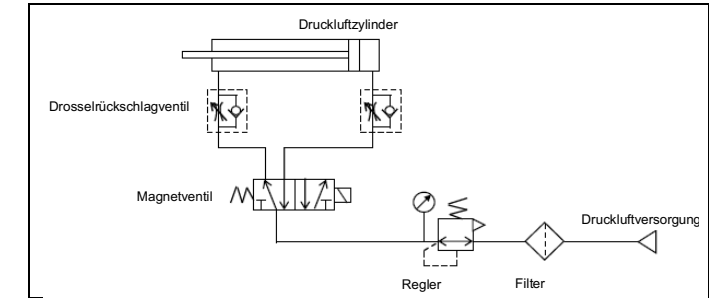 Druckluftzylinder
Drosselrückschlagventil
Magnetventil
Druckluftversorgung
Regler
Filter